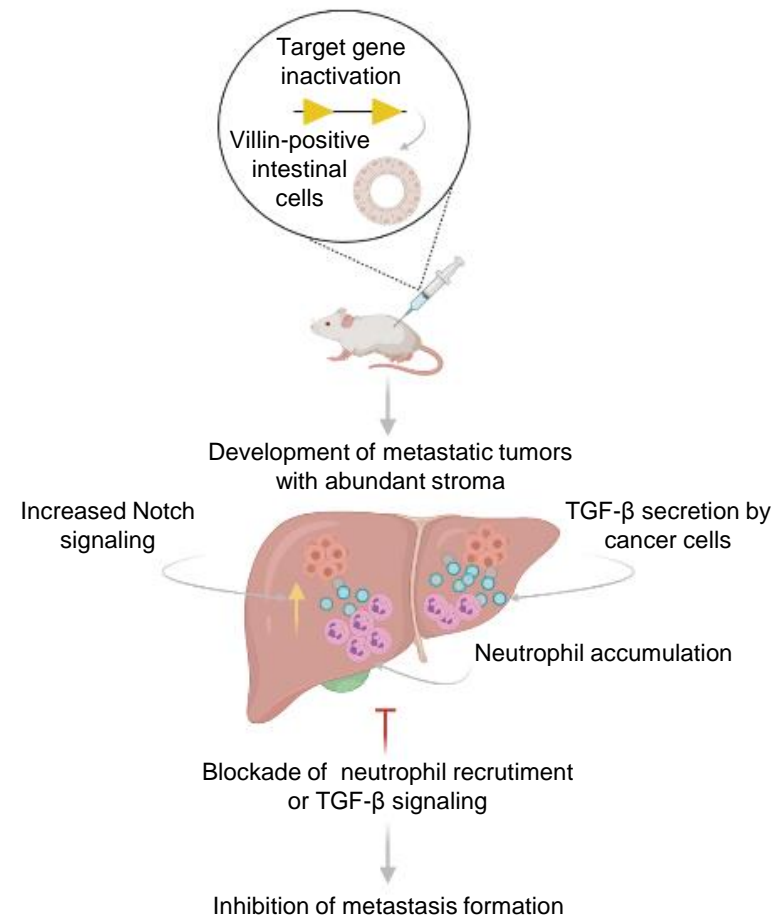 Target gene
inactivation
Villin-positive
intestinal
cells
Development of metastatic tumors
with abundant stroma
Increased Notch
signaling
TGF-β secretion by
cancer cells
Neutrophil accumulation
Blockade of  neutrophil recrutiment
or TGF-β signaling
Inhibition of metastasis formation